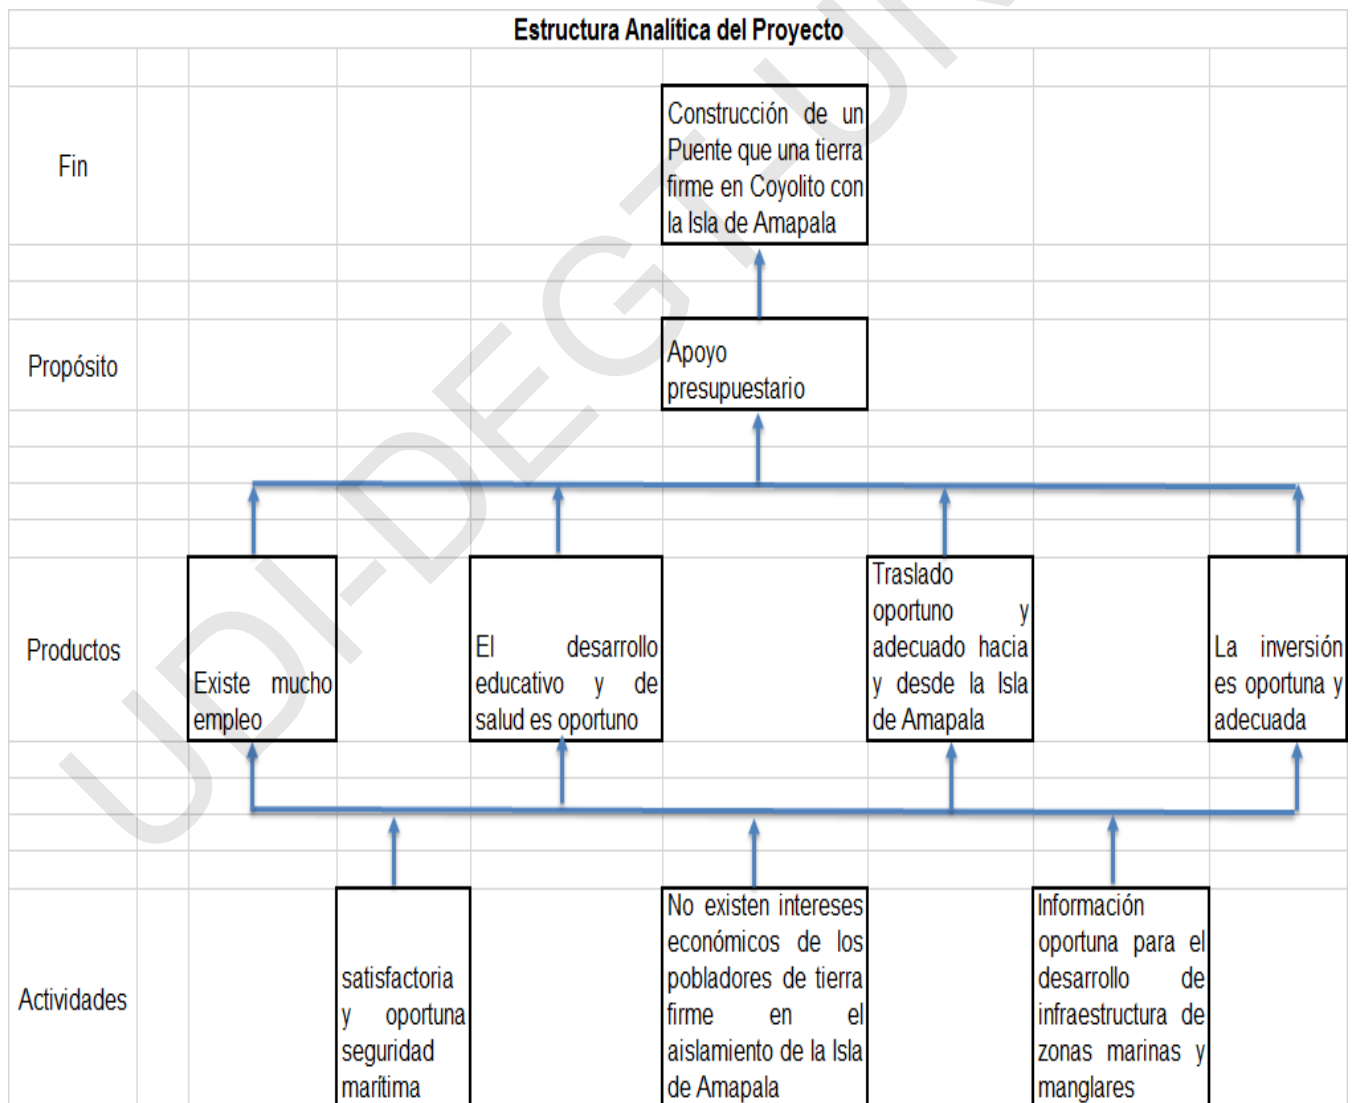 Estructura Analítica del Proyecto
Fin
Construcción de un
Puente que una tierra
firme en Coyolito con
la Isla de Amapala
Propósito
Apoyo
presupuestario
Productos
Existe mucho
empleo
El desarrollo
educativo y de
salud es oportuno
Traslado
oportuno y
adecuado hacia
y desde la Isla
de Amapala
La inversión
es oportuna y
adecuada
Actividades
satisfactoria
y oportuna
seguridad
marítima
No existen intereses
económicos de los
pobladores de tierra
firme en el
aislamiento de la Isla
de Amapala
Información
oportuna para el
desarrollo de
infraestructura de
zonas marinas y
manglares
UDI-DEGT-UN